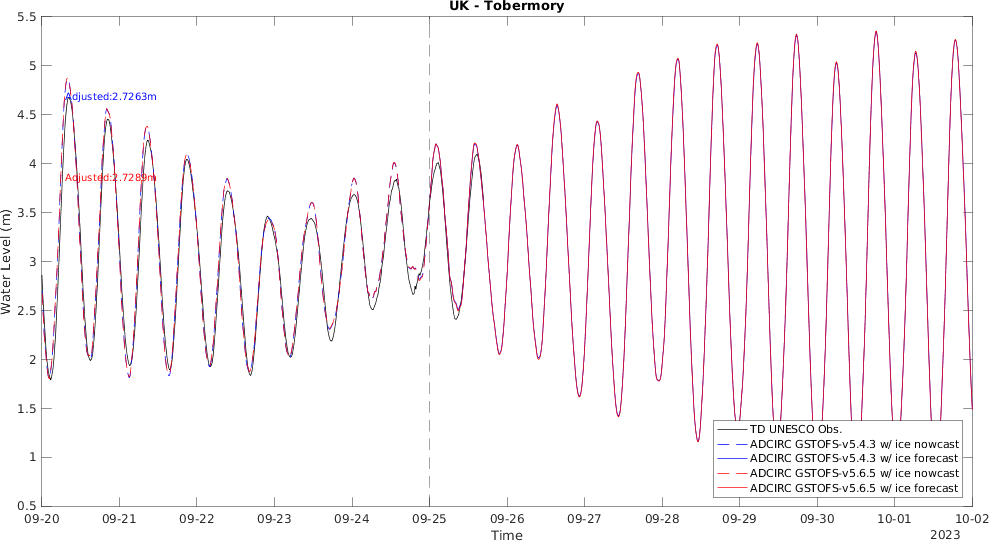 UK - Tobermory
5.5
5
4.5
4
3.5
3
2.5
2
1.5
1
0.5
Water Level (m)
Adjusted:2.7263m
Adjusted:2.7289m
TD UNESCO Obs.
ADCIRC GSTOFS-v5.4.3 w/ ice nowcast
ADCIRC GSTOFS-v5.4.3 w/ ice forecast
ADCIRC GSTOFS-v5.6.5 w/ ice nowcast
ADCIRC GSTOFS-v5.6.5 w/ ice forecast
09-20 09-21 09-22 09-23 09-24 09-25 09-26 09-27 09-28 09-29 09-30 10-01 10-02
Time
2023